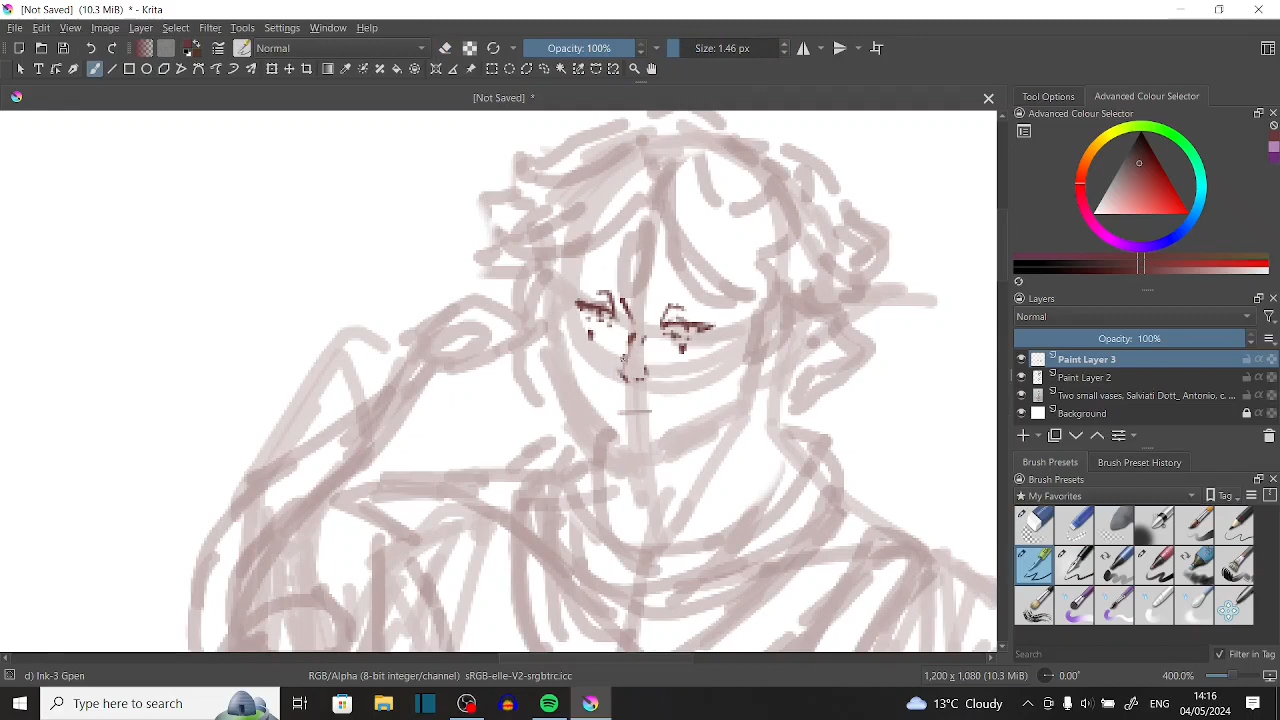 [Not Saved] (10.3 MiB) * - Krita
File Edit View Image Layer Select Filter Tools Settings Window Help
Normal Opacity: 100% Size: 1.46 px
[Not Saved] *
Tool Options Advanced Colour Selector
Advanced Colour Selector
Layers
Normal
Opacity: 100%
Paint Layer 3
Paint Layer 2
Two small vases, Salviati Dott_ Antonio, c. ...
Background
Brush Presets Brush Preset History
Brush Presets
My Favorites Tag
Search Filter in Tag
d) Ink-3 Gpen RGB/Alpha (8-bit integer/channel) sRGB-elle-V2-srgbtrc.icc 1,200 x 1,080 (10.3 MiB) 0.00° 400.0%
Type here to search 13°C Cloudy ENG 14:16
04/05/2024